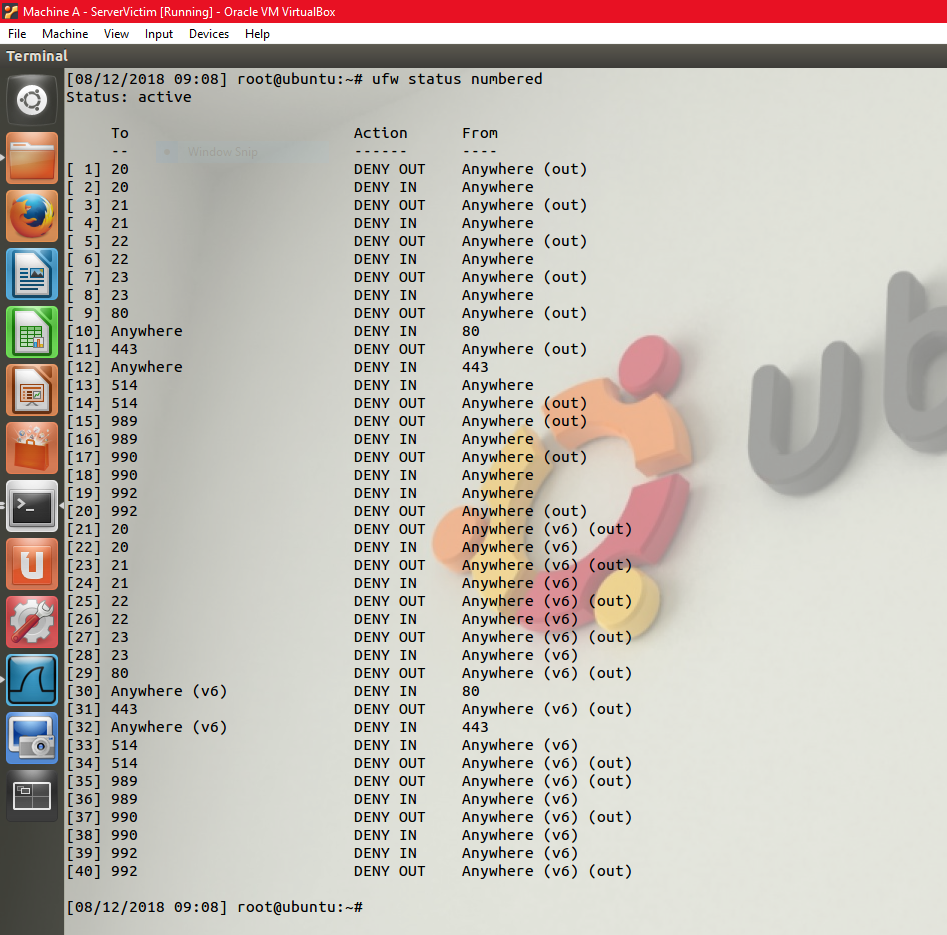 Machine A - ServerVictim [Running] - Oracle VM VirtualBox
File Machine View Input Devices Help
Terminal
[08/12/2018 09:08] root@ubuntu:~# ufw status numbered
Status: active
To Action From
-- ------ ----
Window Snip
[ 1] 20 DENY OUT Anywhere (out)
[ 2] 20 DENY IN Anywhere
[ 3] 21 DENY OUT Anywhere (out)
[ 4] 21 DENY IN Anywhere
[ 5] 22 DENY OUT Anywhere (out)
[ 6] 22 DENY IN Anywhere
[ 7] 23 DENY OUT Anywhere (out)
[ 8] 23 DENY IN Anywhere
[ 9] 80 DENY OUT Anywhere (out)
[10] Anywhere DENY IN 80
[11] 443 DENY OUT Anywhere (out)
[12] Anywhere DENY IN 443
[13] 514 DENY IN Anywhere
[14] 514 DENY OUT Anywhere (out)
[15] 989 DENY OUT Anywhere (out)
[16] 989 DENY IN Anywhere
[17] 990 DENY OUT Anywhere (out)
[18] 990 DENY IN Anywhere
[19] 992 DENY IN Anywhere
[20] 992 DENY OUT Anywhere (out)
[21] 20 DENY OUT Anywhere (v6) (out)
[22] 20 DENY IN Anywhere (v6)
[23] 21 DENY OUT Anywhere (v6) (out)
[24] 21 DENY IN Anywhere (v6)
[25] 22 DENY OUT Anywhere (v6) (out)
[26] 22 DENY IN Anywhere (v6)
[27] 23 DENY OUT Anywhere (v6) (out)
[28] 23 DENY IN Anywhere (v6)
[29] 80 DENY OUT Anywhere (v6) (out)
[30] Anywhere (v6) DENY IN 80
[31] 443 DENY OUT Anywhere (v6) (out)
[32] Anywhere (v6) DENY IN 443
[33] 514 DENY IN Anywhere (v6)
[34] 514 DENY OUT Anywhere (v6) (out)
[35] 989 DENY OUT Anywhere (v6) (out)
[36] 989 DENY IN Anywhere (v6)
[37] 990 DENY OUT Anywhere (v6) (out)
[38] 990 DENY IN Anywhere (v6)
[39] 992 DENY IN Anywhere (v6)
[40] 992 DENY OUT Anywhere (v6) (out)
[08/12/2018 09:08] root@ubuntu:~#
ub